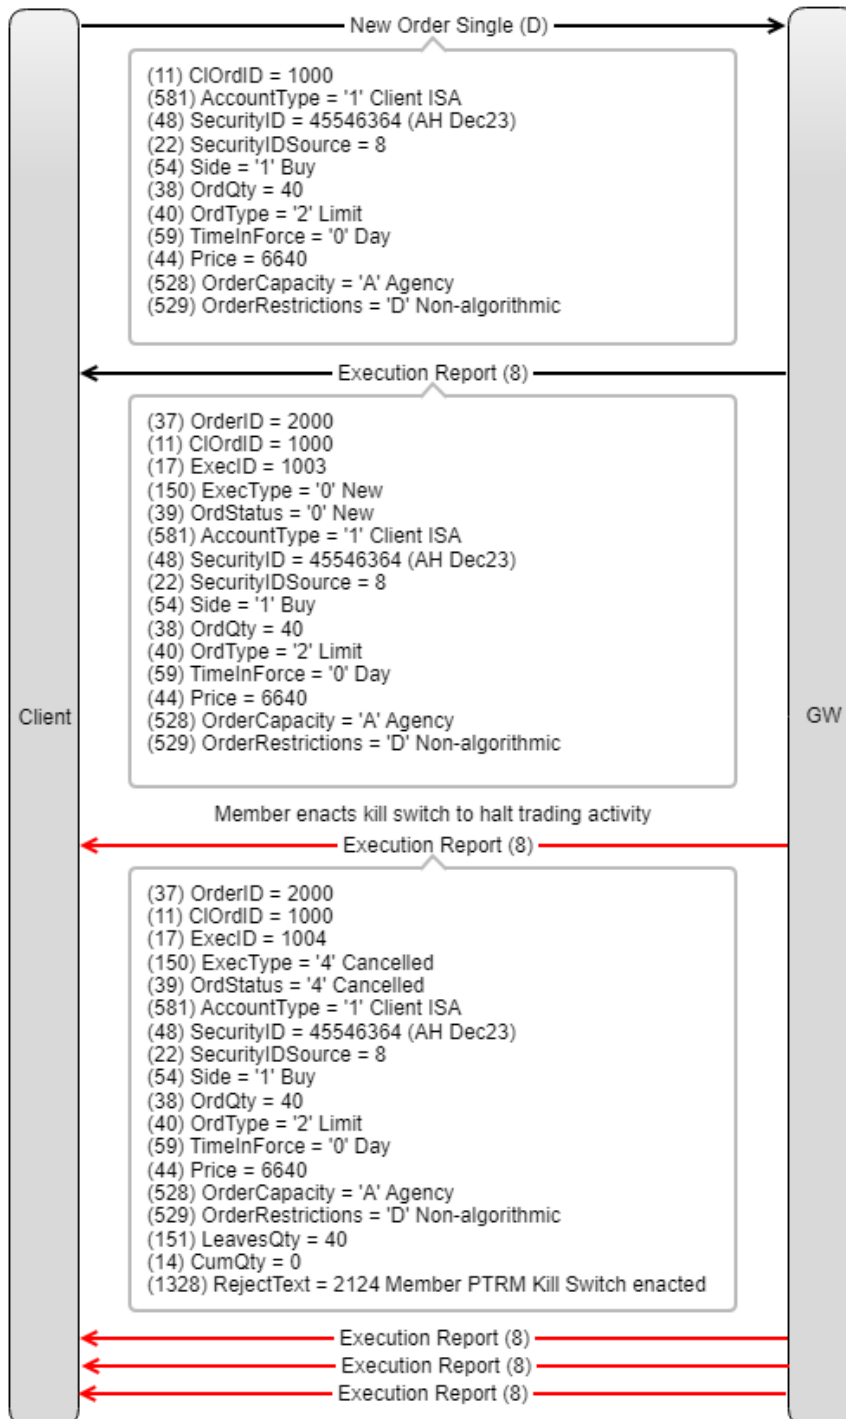 New Order Single (D)
(11) ClOrdID = 1000
(581) AccountType = '1' Client ISA
(48) SecurityID = 45546364 (AH Dec23)
(22) SecurityIDSource = 8
(54) Side = '1' Buy
(38) OrdQty = 40
(40) OrdType = '2' Limit
(59) TimeInForce = '0' Day
(44) Price = 6640
(528) OrderCapacity = 'A' Agency
(529) OrderRestrictions = 'D' Non-algorithmic
Execution Report (8)
(37) OrderID = 2000
(11) ClOrdID = 1000
(17) ExecID = 1003
(150) ExecType = '0' New
(39) OrdStatus = '0' New
(581) AccountType = '1' Client ISA
(48) SecurityID = 45546364 (AH Dec23)
(22) SecurityIDSource = 8
(54) Side = '1' Buy
(38) OrdQty = 40
(40) OrdType = '2' Limit
(59) TimeInForce = '0' Day
(44) Price = 6640
(528) OrderCapacity = 'A' Agency
(529) OrderRestrictions = 'D' Non-algorithmic
Client
GW
Member enacts kill switch to halt trading activity
Execution Report (8)
(37) OrderID = 2000
(11) ClOrdID = 1000
(17) ExecID = 1004
(150) ExecType = '4' Cancelled
(39) OrdStatus = '4' Cancelled
(581) AccountType = '1' Client ISA
(48) SecurityID = 45546364 (AH Dec23)
(22) SecurityIDSource = 8
(54) Side = '1' Buy
(38) OrdQty = 40
(40) OrdType = '2' Limit
(59) TimeInForce = '0' Day
(44) Price = 6640
(528) OrderCapacity = 'A' Agency
(529) OrderRestrictions = 'D' Non-algorithmic
(151) LeavesQty = 40
(14) CumQty = 0
(1328) RejectText = 2124 Member PTRM Kill Switch enacted
Execution Report (8)
Execution Report (8)
Execution Report (8)